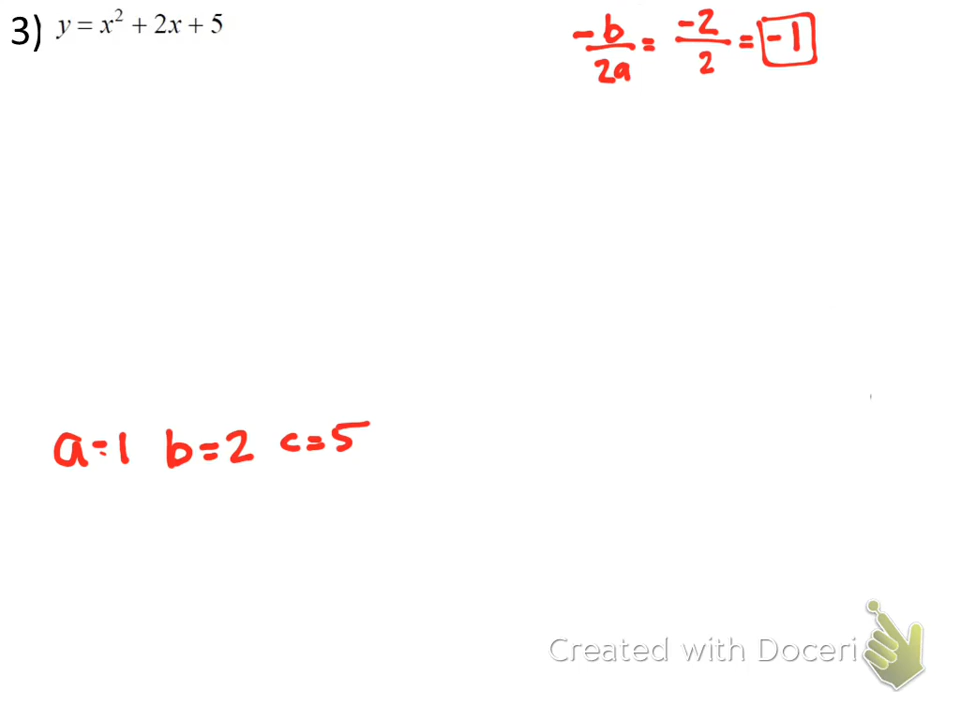 3) y = x² + 2x + 5
-b/2a = -2/2 = -1
a=1 b=2 c=5
Created with Doceri